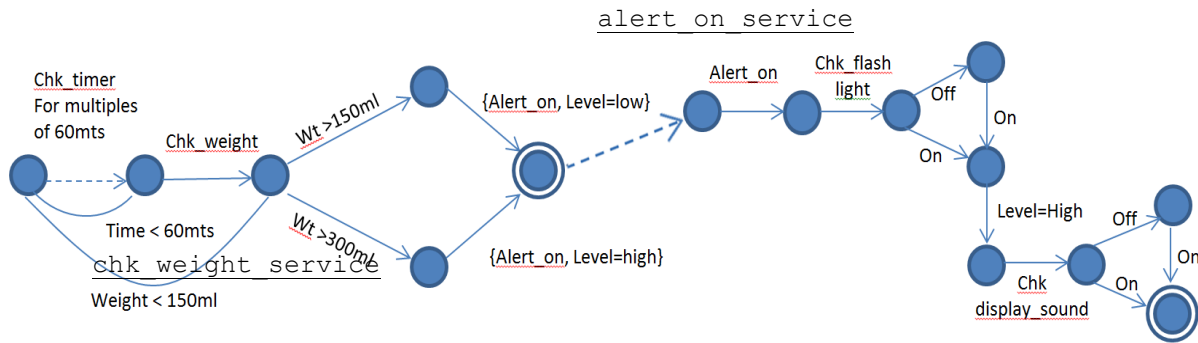 alert_on_service
Chk_timer
For multiples
of 60mts
Chk_weight
Wt >150ml
{Alert_on, Level=low}
Wt >300ml
{Alert_on, Level=high}
Time < 60mts
chk_weight_service
Weight < 150ml
Alert_on
Chk_flash
light
Off
On
On
Level=High
Chk
display_sound
Off
On
On